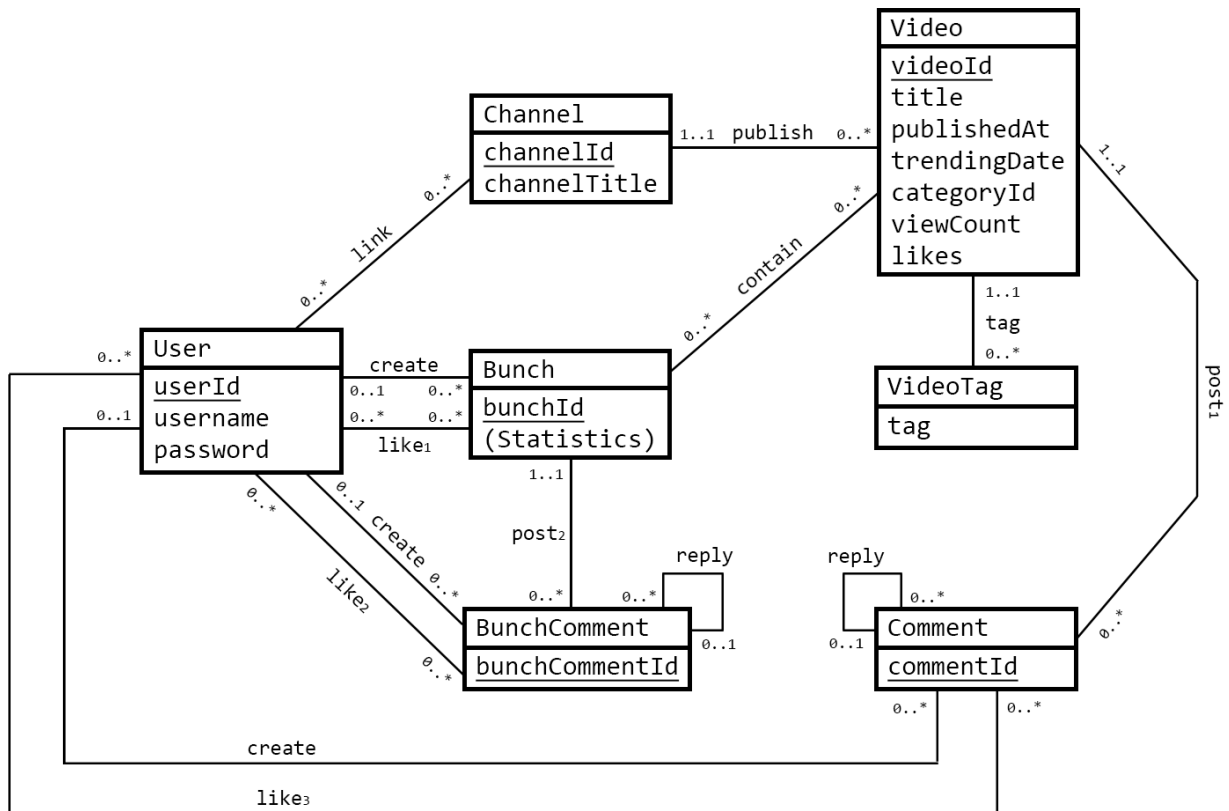 Video
videoId
title
publishedAt
trendingDate
categoryId
viewCount
likes
Channel
channelId
channelTitle
1..1 publish 0..*
0..*
link
0..*
0..*
contain
0..*
1..1
tag
0..*
1..1
post₁
0..*
User
userId
username
password
0..*
0..1
create
0..1 0..*
0..* 0..*
like₁
Bunch
bunchId
(Statistics)
VideoTag
tag
1..1
post₂
0..*
0..1
create
0..*
0..*
like₂
0..*
reply
0..*
0..1
BunchComment
bunchCommentId
reply
0..*
0..1
Comment
commentId
0..* 0..*
create
like₃